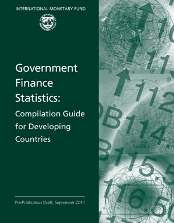 INTERNATIONAL MONETARY FUND
Government
Finance
Statistics:
Compilation Guide
for Developing
Countries
Pre-Publication Draft, September 2011